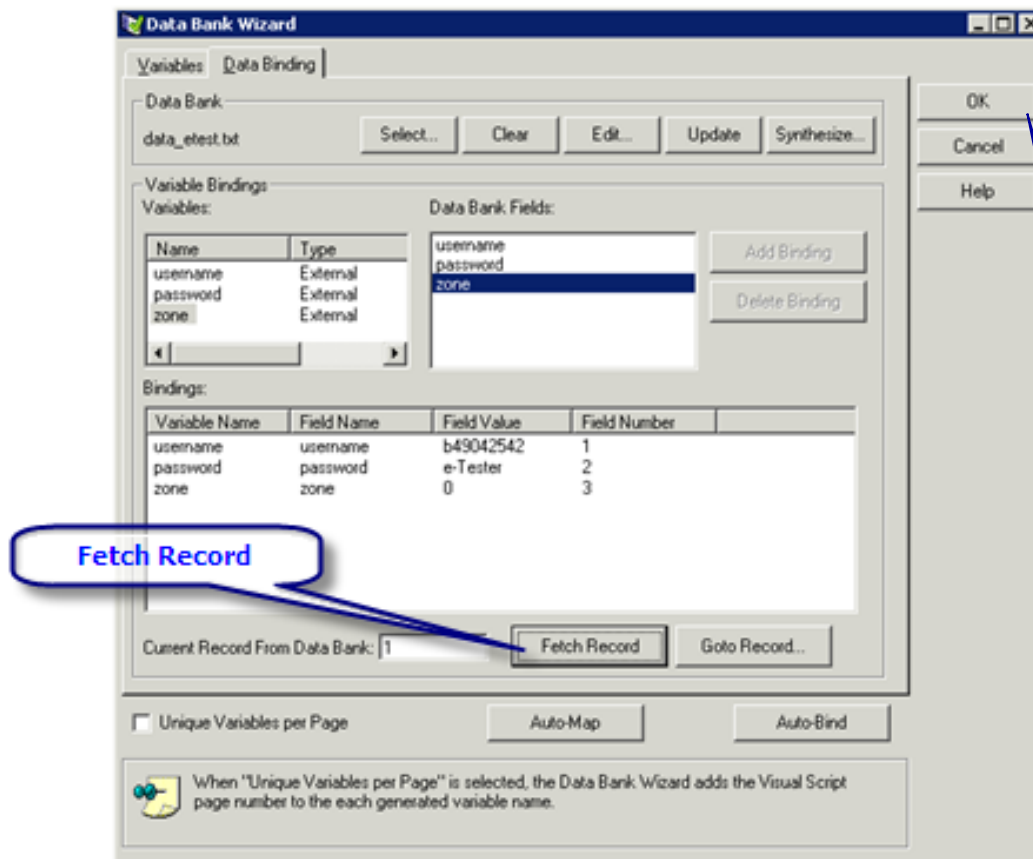 Data Bank Wizard
Variables Data Binding
Data Bank
data_etest.txt Select... Clear Edit... Update Synthesize...
OK
Cancel
Help
Variable Bindings
Variables: Data Bank Fields:
Name Type
username External
password External
zone External
username
password
zone
Add Binding
Delete Binding
Bindings:
Variable Name Field Name Field Value Field Number
username username b49042542 1
password password e-Tester 2
zone zone 0 3
Fetch Record
Current Record From Data Bank: 1 Fetch Record Goto Record...
Unique Variables per Page Auto-Map Auto-Bind
When "Unique Variables per Page" is selected, the Data Bank Wizard adds the Visual Script
page number to the each generated variable name.